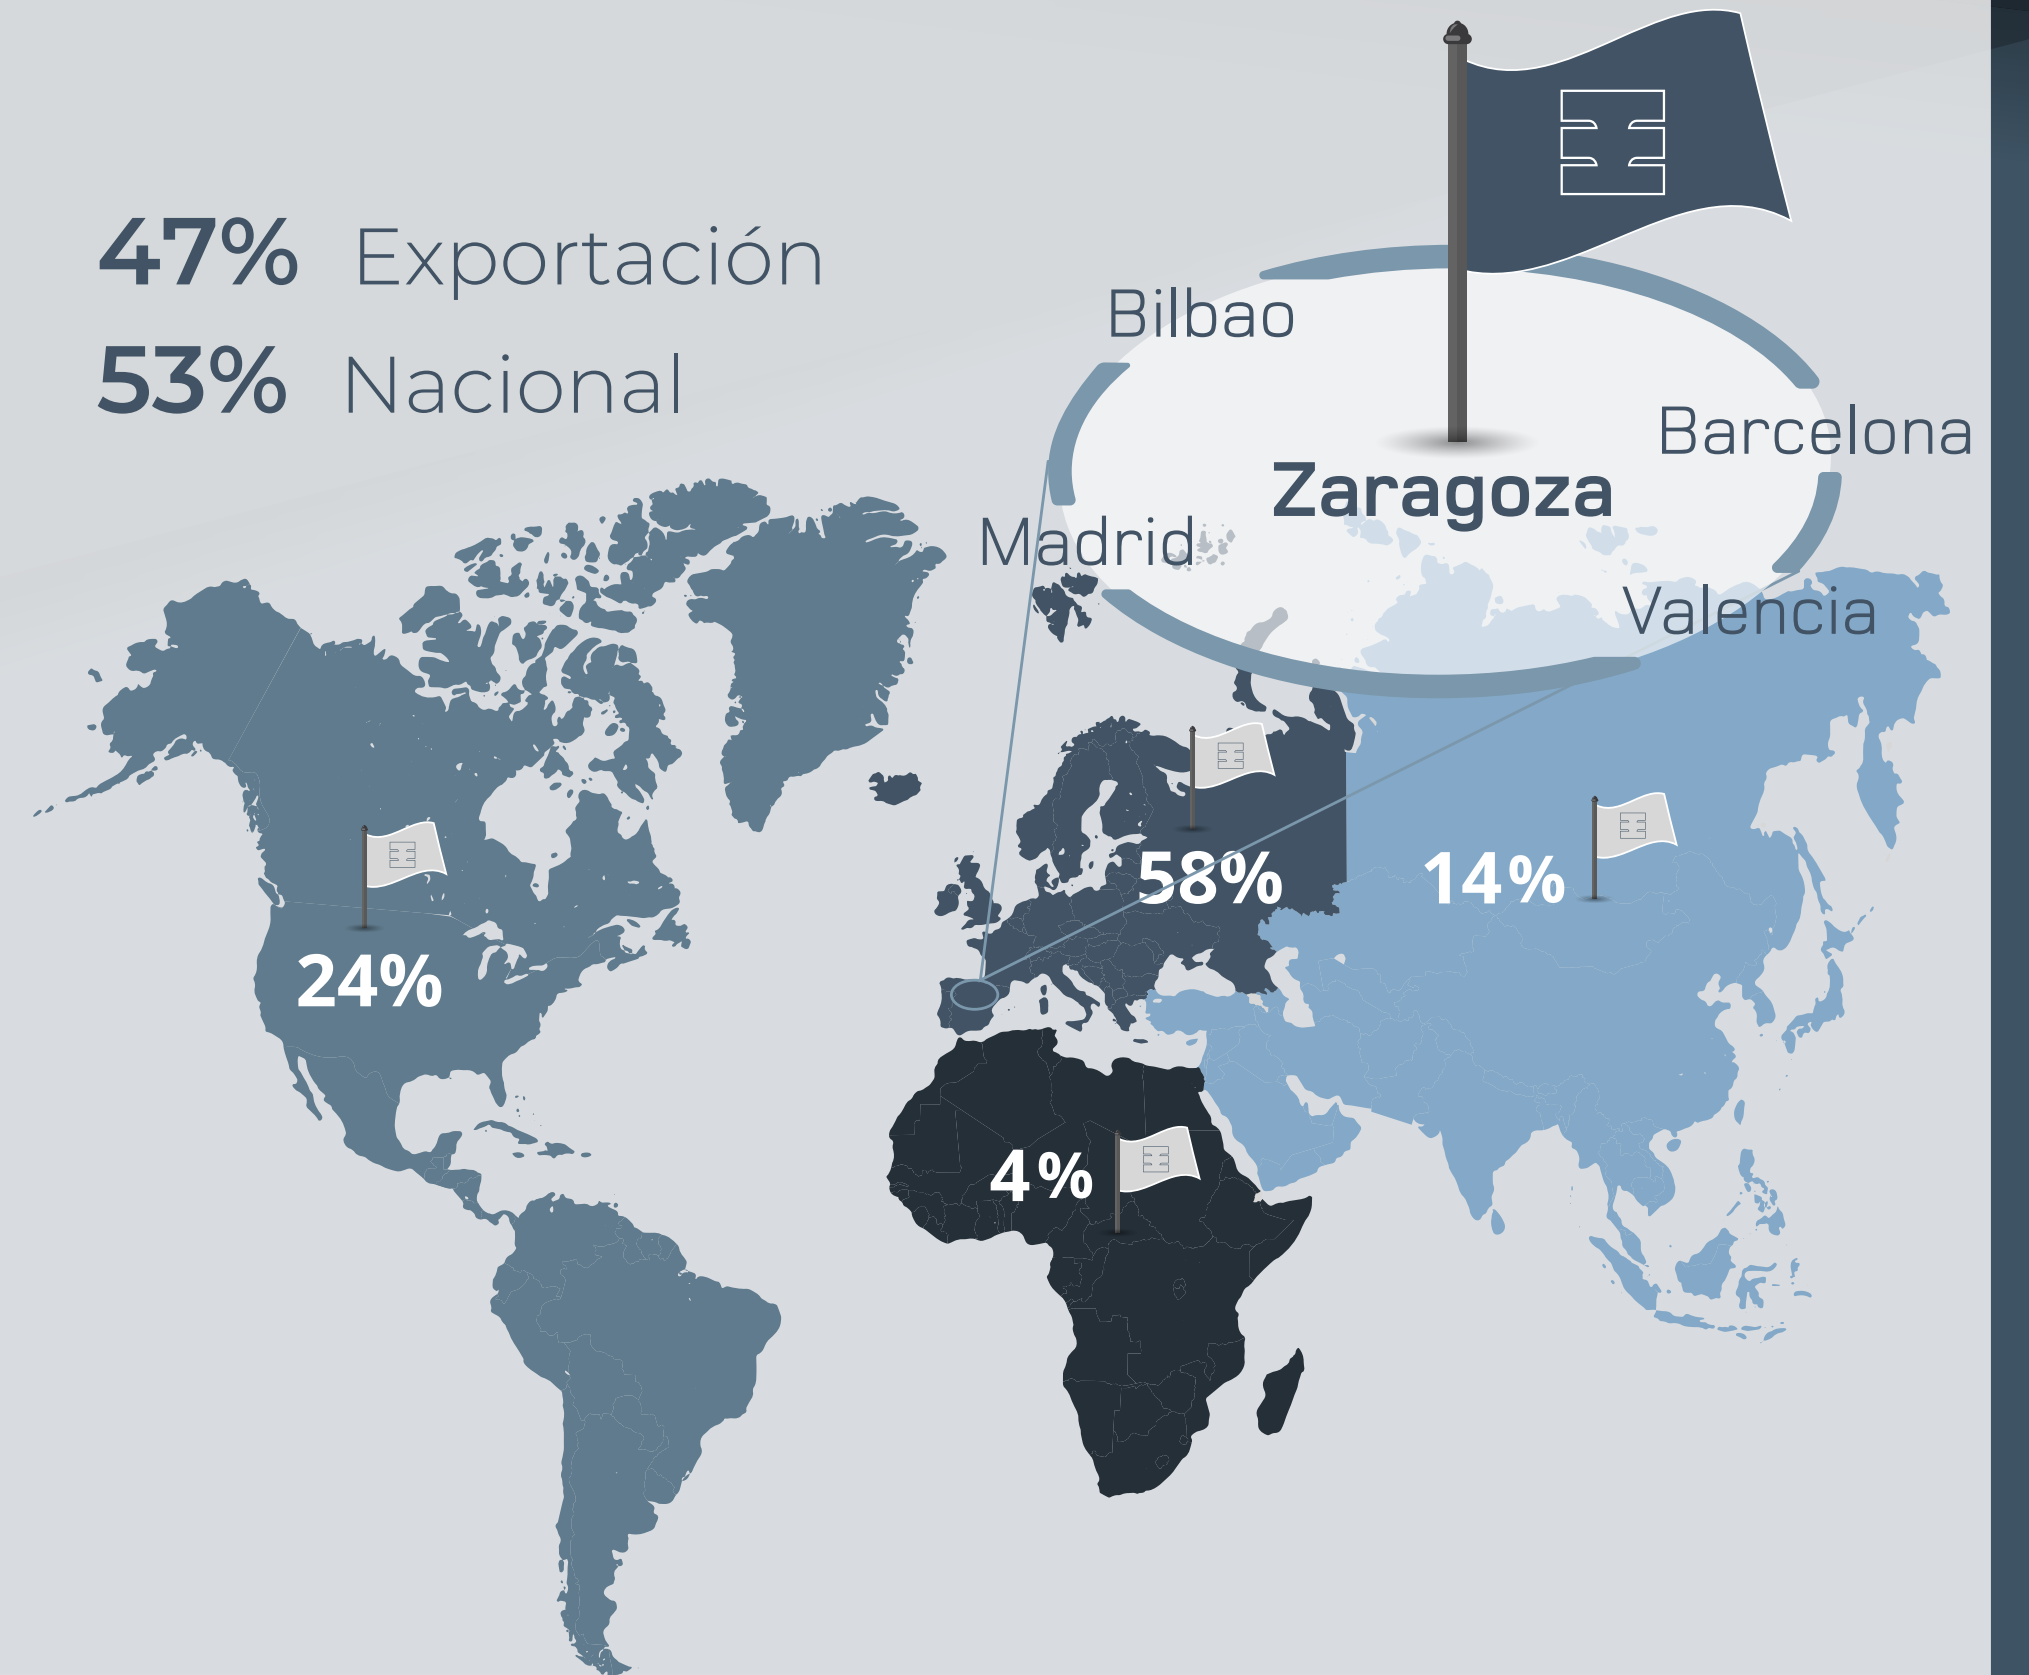 47% Exportación
53% Nacional
Bilbao
Barcelona
Zaragoza
Madrid
Valencia
58%
14%
24%
4%